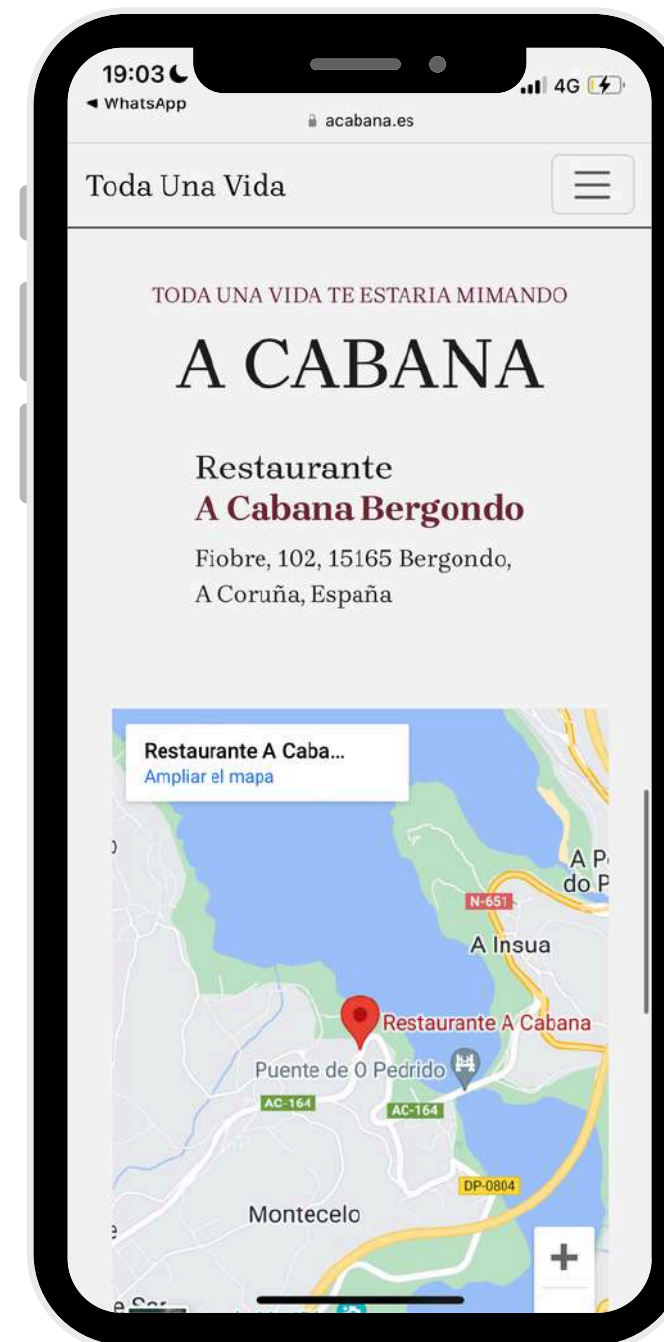 19:03
4G
◄ WhatsApp
acabana.es
Toda Una Vida
TODA UNA VIDA TE ESTARIA MIMANDO
A CABANA
Restaurante
A Cabana Bergondo
Fiobre, 102, 15165 Bergondo,
A Coruña, España
Restaurante A Caba...
Ampliar el mapa
N-651
A Insua
Restaurante A Cabana
Puente de O Pedrido
AC-164
AC-164
DP-0804
Montecelo
+